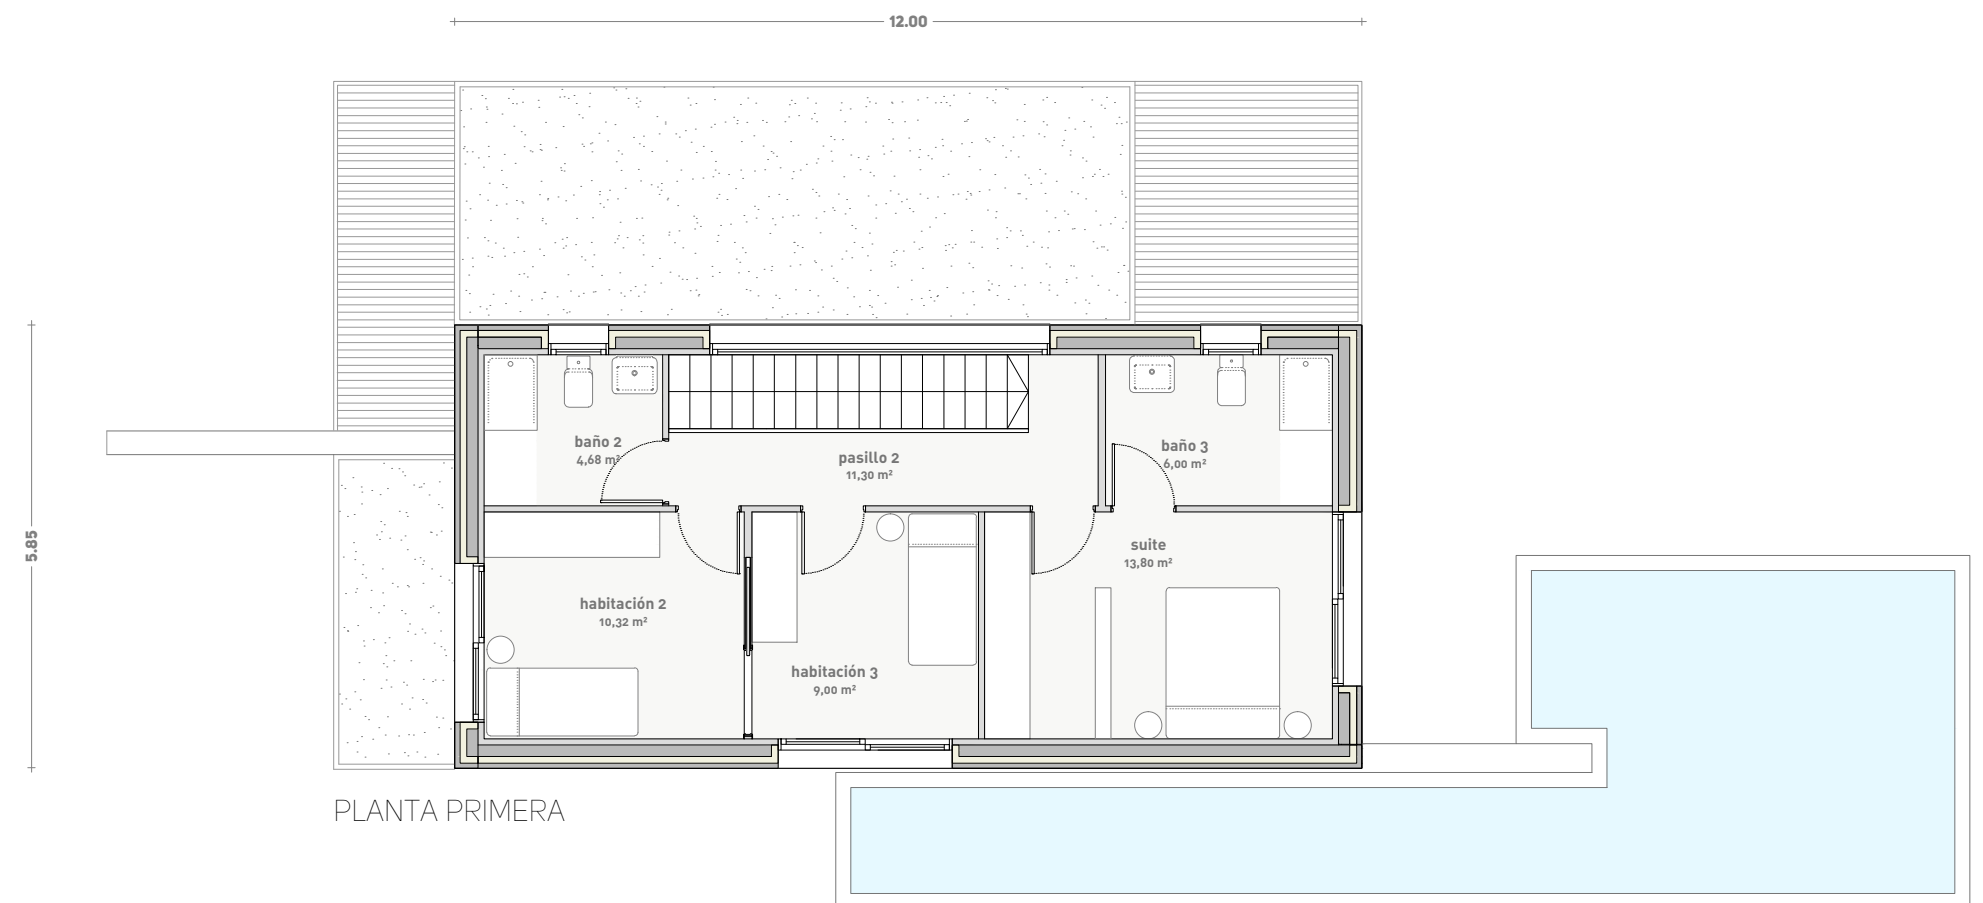 12.00
baño 2
4,68 m²
pasillo 2
11,30 m²
baño 3
6,00 m²
5.85
suite
13,80 m²
habitación 2
10,32 m²
habitación 3
9,00 m²
PLANTA PRIMERA